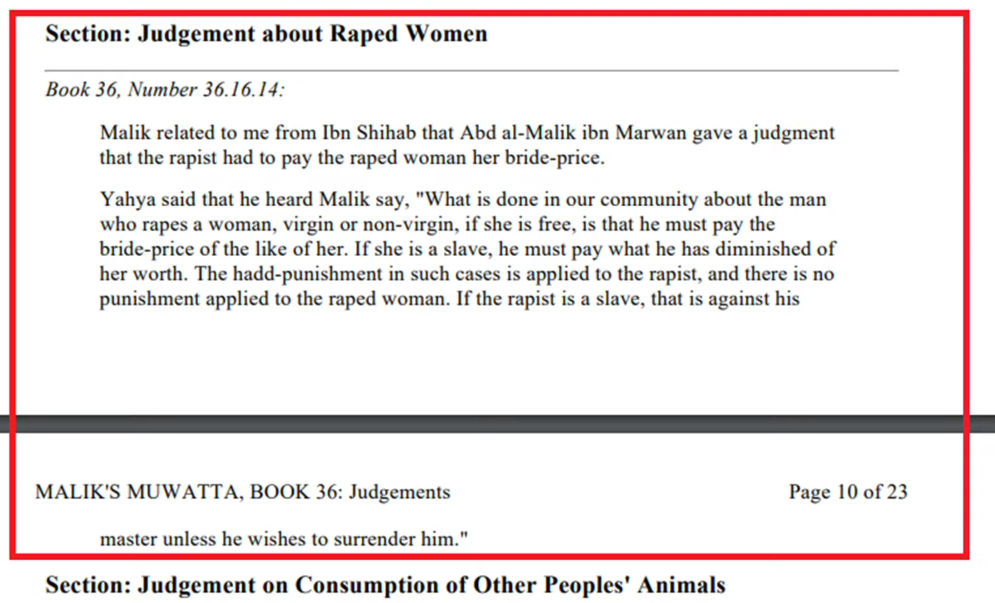 Section: Judgement about Raped Women
Book 36, Number 36.16.14:
Malik related to me from Ibn Shihab that Abd al-Malik ibn Marwan gave a judgment
that the rapist had to pay the raped woman her bride-price.
Yahya said that he heard Malik say, "What is done in our community about the man
who rapes a woman, virgin or non-virgin, if she is free, is that he must pay the
bride-price of the like of her. If she is a slave, he must pay what he has diminished of
her worth. The hadd-punishment in such cases is applied to the rapist, and there is no
punishment applied to the raped woman. If the rapist is a slave, that is against his
MALIK'S MUWATTA, BOOK 36: Judgements Page 10 of 23
master unless he wishes to surrender him."
Section: Judgement on Consumption of Other Peoples' Animals